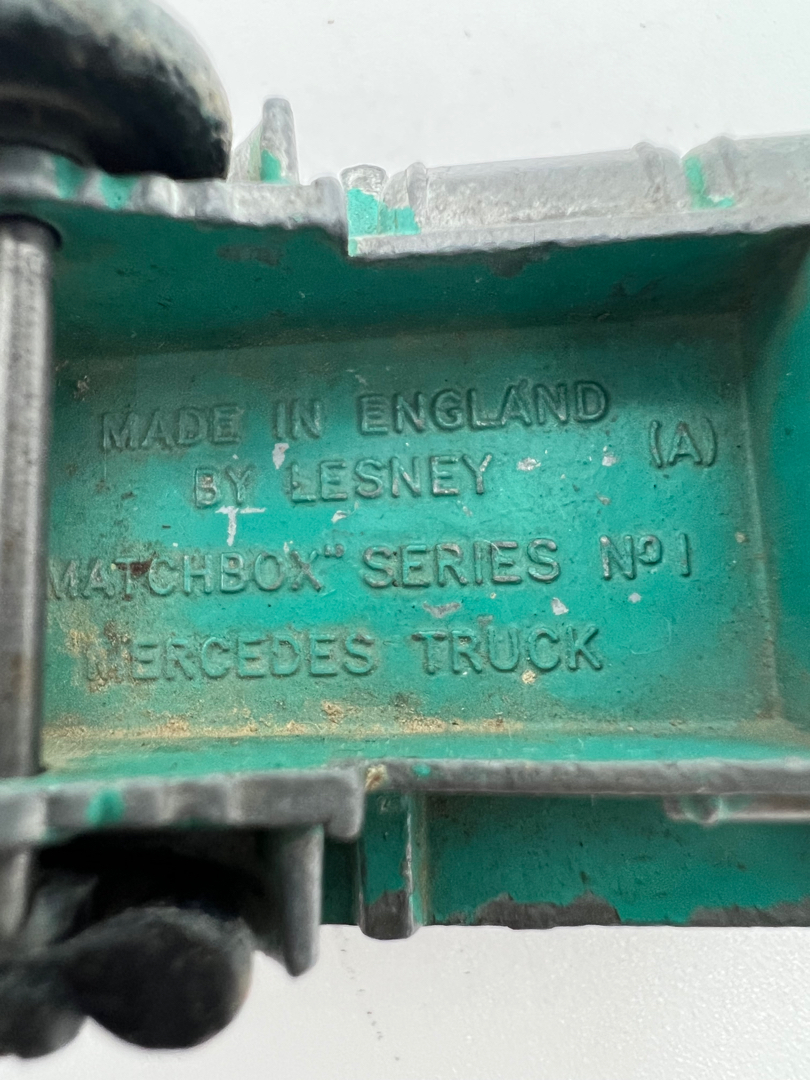 MADE IN ENGLAND
BY LESNEY (A)
MATCHBOX" SERIES Nº 1
MERCEDES TRUCK